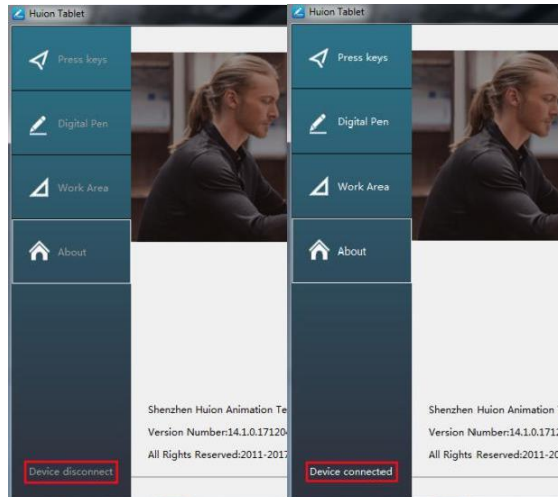 Huion Tablet
Press keys
Digital Pen
Work Area
About
Shenzhen Huion Animation
Version Number:14.1.0.17120
All Rights Reserved:2011-2017
Device disconnect
Huion Tablet
Press keys
Digital Pen
Work Area
About
Shenzhen Huion Animation
Version Number:14.1.0.1712
All Rights Reserved:2011-20
Device connected